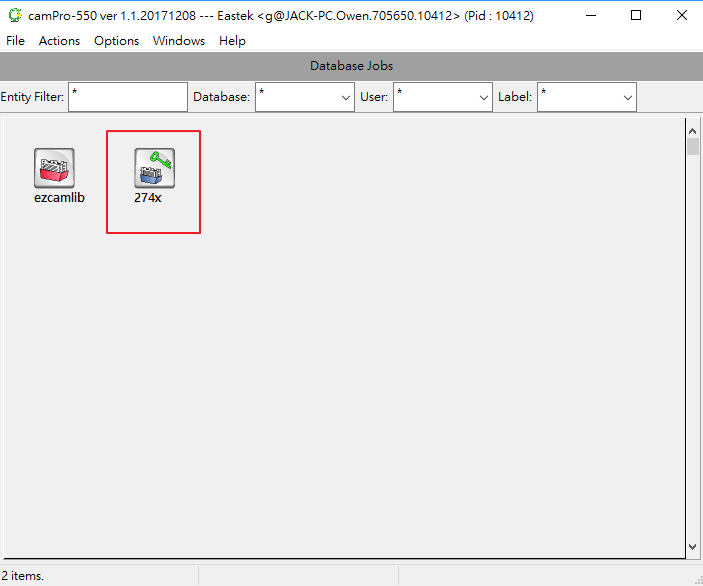 camPro-550 ver 1.1.20171208 --- Eastek <g@JACK-PC.Owen.705650.10412> (Pid : 10412)
File Actions Options Windows Help
Database Jobs
Entity Filter: * Database: * User: * Label: *
ezcamlib 274x
2 items.